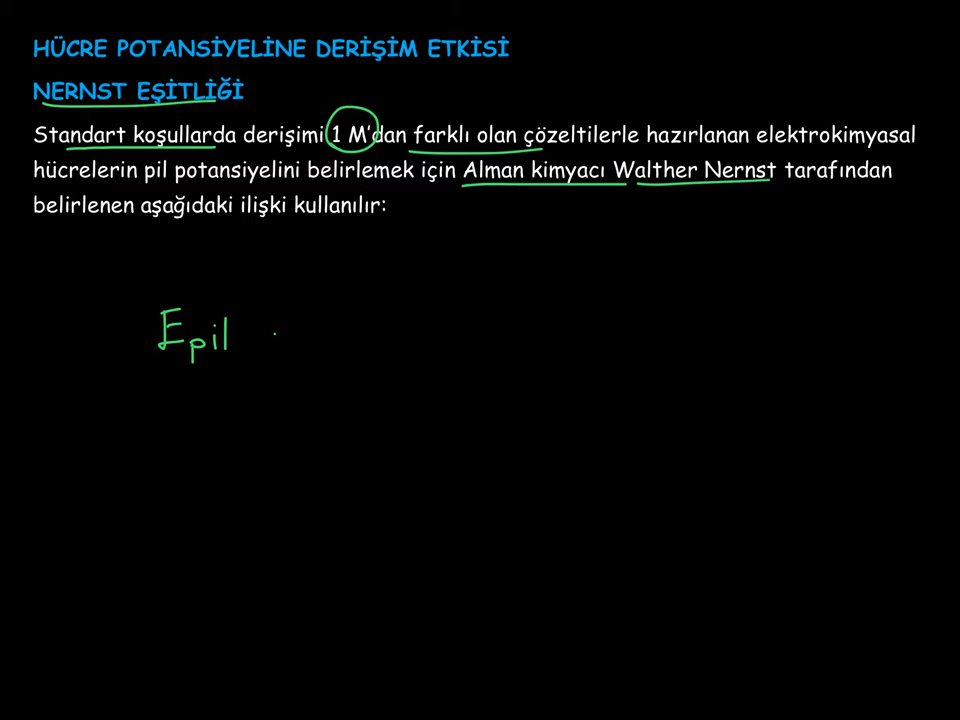 HÜCRE POTANSİYELİNE DERİŞİM ETKİSİ
NERNST EŞİTLİĞİ
Standart koşullarda derişimi 1 M'dan farklı olan çözeltilerle hazırlanan elektrokimyasal
hücrelerin pil potansiyelini belirlemek için Alman kimyacı Walther Nernst tarafından
belirlenen aşağıdaki ilişki kullanılır:
Epil